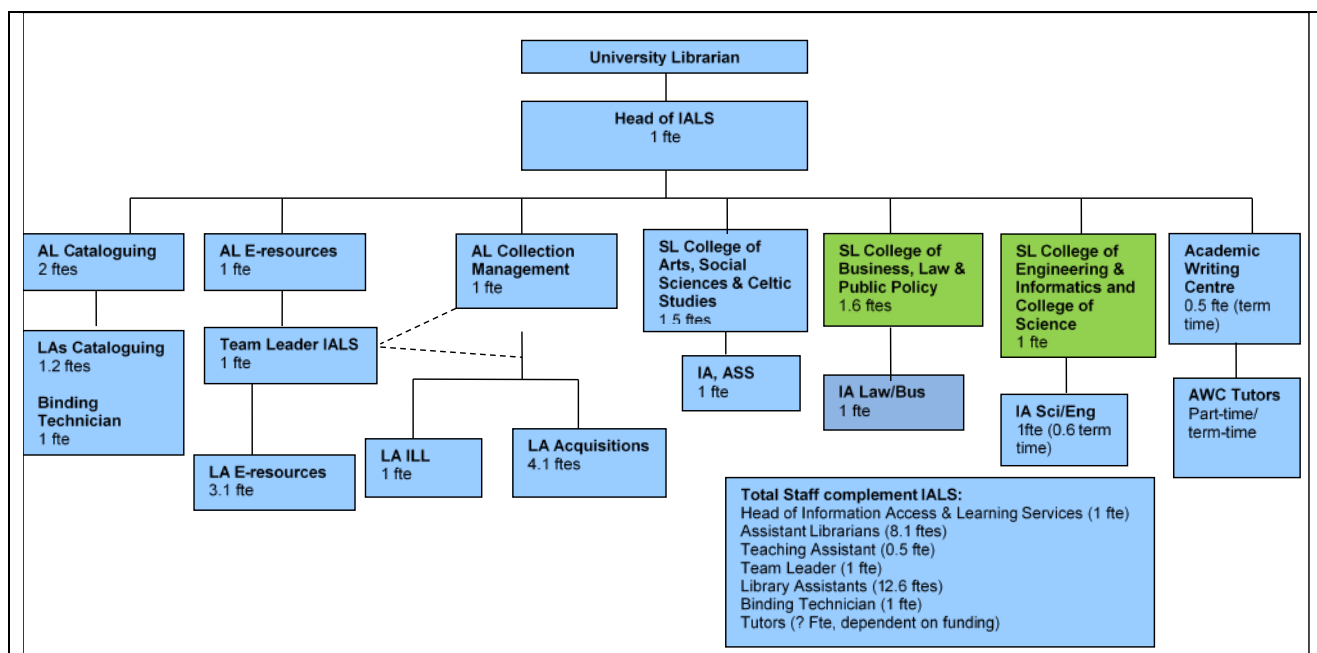 University Librarian
Head of IALS
1 fte
AL Cataloguing
2 ftes
AL E-resources
1 fte
AL Collection
Management
1 fte
SL College of
Arts, Social
Sciences & Celtic
Studies
1.5 ftes
SL College of
Business, Law &
Public Policy
1.6 ftes
SL College of
Engineering &
Informatics and
College of
Science
1 fte
Academic
Writing
Centre
0.5 fte (term
time)
LAs Cataloguing
1.2 ftes
Binding
Technician
1 fte
Team Leader IALS
1 fte
IA, ASS
1 fte
IA Law/Bus
1 fte
IA Sci/Eng
1fte (0.6 term
time)
AWC Tutors
Part-time/
term-time
LA E-resources
3.1 fte
LA ILL
1 fte
LA Acquisitions
4.1 ftes
Total Staff complement IALS:
Head of Information Access & Learning Services (1 fte)
Assistant Librarians (8.1 ftes)
Teaching Assistant (0.5 fte)
Team Leader (1 fte)
Library Assistants (12.6 ftes)
Binding Technician (1 fte)
Tutors (? Fte, dependent on funding)